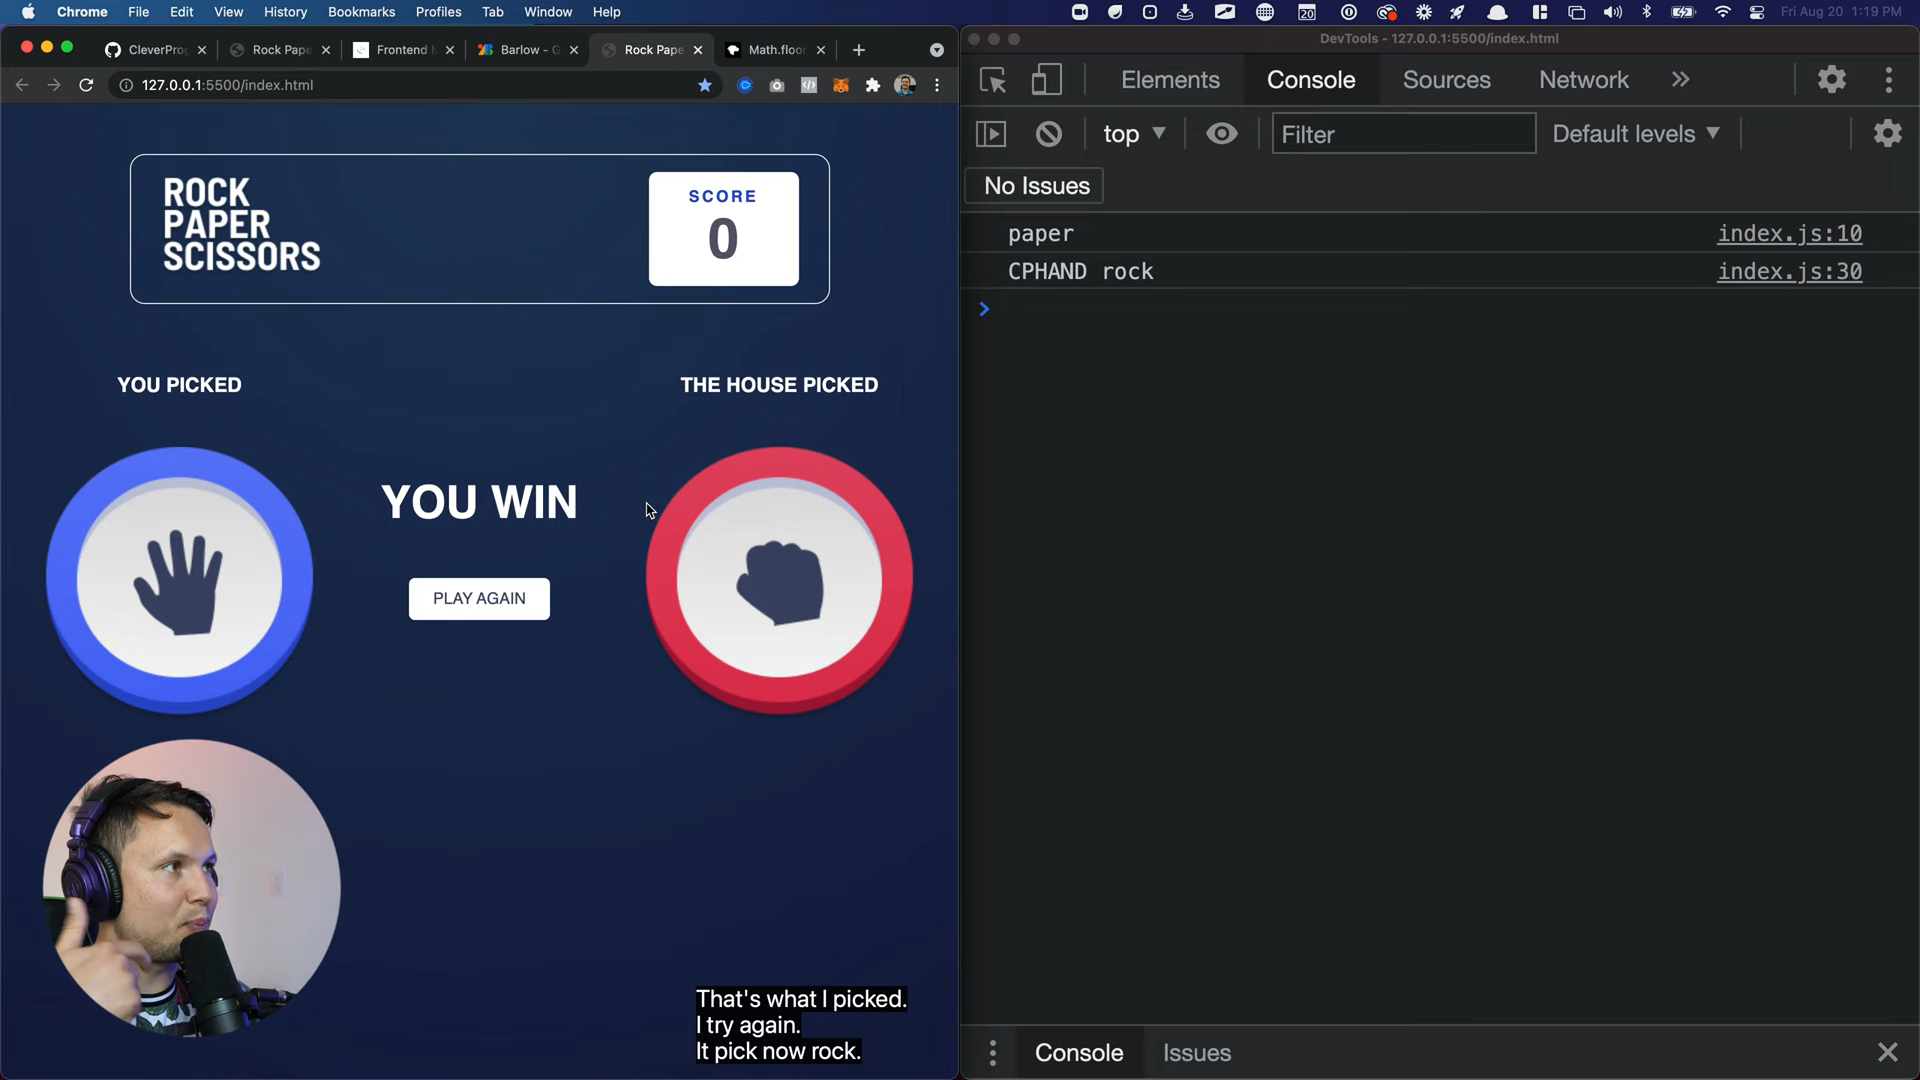 Chrome File Edit View History Bookmarks Profiles Tab Window Help
20
Fri Aug 20 1:19 PM
CleverProg
Rock Pape
Frontend
Barlow - G
Rock Pape
Math.floor
127.0.0.1:5500/index.html
ROCK
PAPER
SCISSORS
SCORE
0
YOU PICKED
THE HOUSE PICKED
YOU WIN
PLAY AGAIN
That's what I picked.
I try again.
It pick now rock.
DevTools - 127.0.0.1:5500/index.html
Elements Console Sources Network
top
Filter
Default levels
No Issues
paper index.js:10
CPHAND rock index.js:30
Console Issues